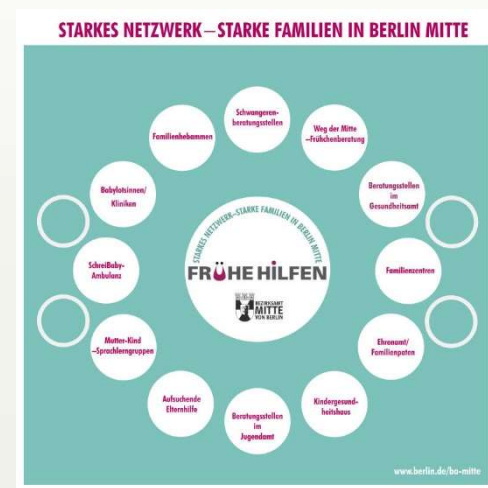 STARKES NETZWERK – STARKE FAMILIEN IN BERLIN MITTE
Schwangeren-
beratungsstellen
Weg der Mitte
–Frühchenberatung
Beratungsstellen
im
Gesundheitsamt
Familienzentren
Ehrenamt/
Familienpaten
Kindergesund-
heitshaus
Beratungsstellen
im
Jugendamt
Aufsuchende
Elternhilfe
Mutter-Kind
–Sprachlerngruppen
SchreiBaby-
Ambulanz
Babylotsinnen/
Kliniken
Familienhebammen
STARKES NETZWERK–STARKE FAMILIEN IN BERLIN MITTE
FRÜHE HILFEN
BEZIRKSAMT
MITTE
VON BERLIN
www.berlin.de/ba-mitte